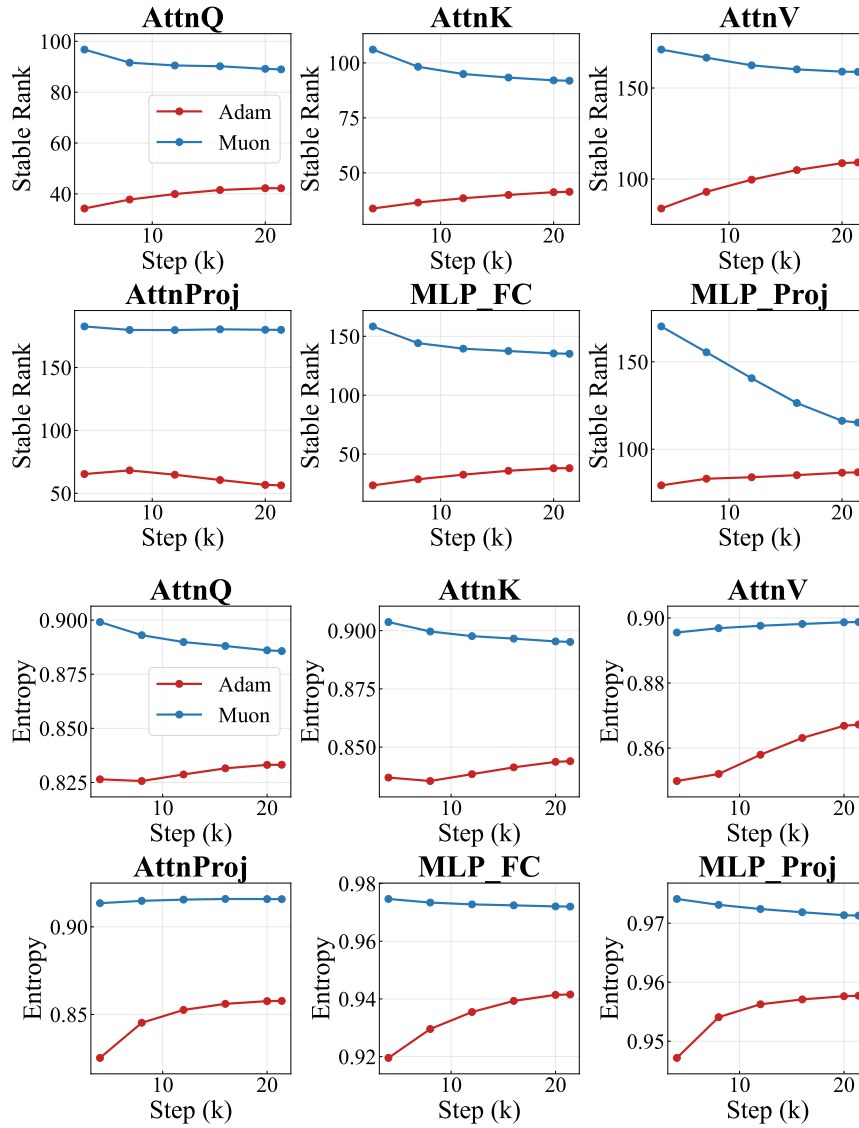 AttnQ AttnK AttnV
100
80
60
40
Stable Rank
Adam
Muon
10 20
Step (k)
100
75
50
Stable Rank
10 20
Step (k)
150
100
Stable Rank
10 20
Step (k)
AttnProj MLP_FC MLP_Proj
150
100
50
Stable Rank
10 20
Step (k)
150
100
50
Stable Rank
10 20
Step (k)
150
100
Stable Rank
10 20
Step (k)
AttnQ AttnK AttnV
0.900
0.875
0.850
0.825
Entropy
Adam
Muon
10 20
Step (k)
0.900
0.875
0.850
Entropy
10 20
Step (k)
0.90
0.88
0.86
Entropy
10 20
Step (k)
AttnProj MLP_FC MLP_Proj
0.90
0.85
Entropy
10 20
Step (k)
0.98
0.96
0.94
0.92
Entropy
10 20
Step (k)
0.97
0.96
0.95
Entropy
10 20
Step (k)